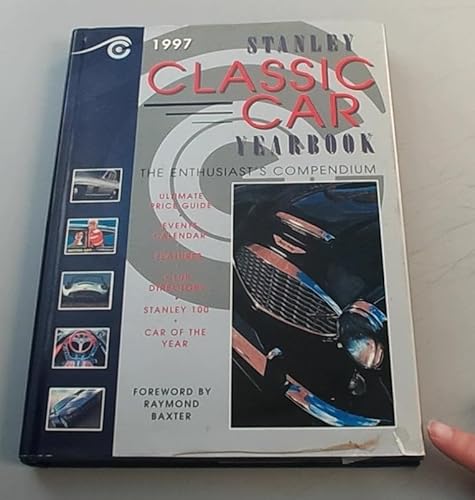 1997
STANLEY
CLASSIC
CAR
YEARBOOK
THE ENTHUSIAST'S COMPENDIUM
ULTIMATE
PRICE GUIDE
EVENTS
CALENDAR
FEATURES
CLUB
DIRECTORY
STANLEY 100
CAR OF THE
YEAR
FOREWORD BY
RAYMOND
BAXTER